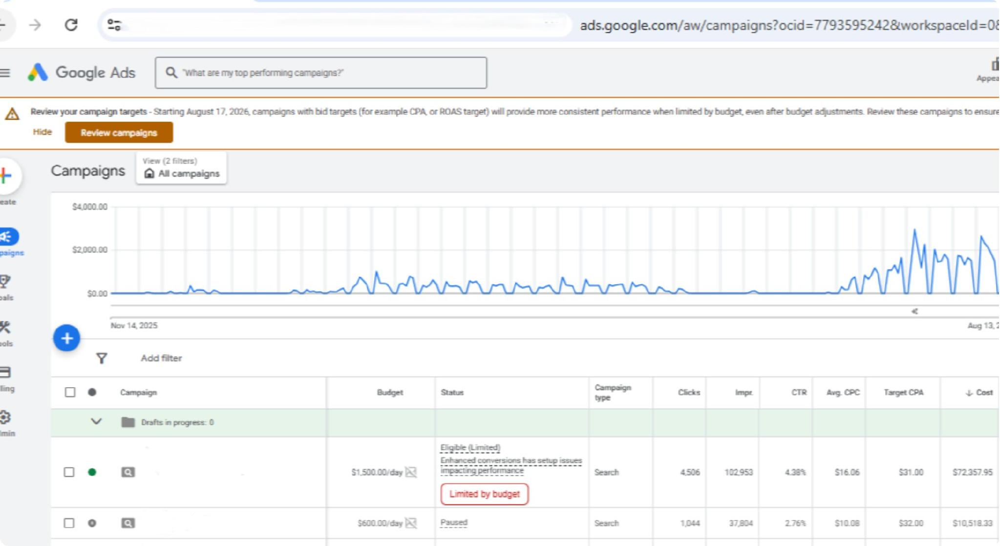 ads.google.com/aw/campaigns?ocid=7793595242&workspaceId=0&
Google Ads
"What are my top performing campaigns?"
Appea
Review your campaign targets - Starting August 17, 2026, campaigns with bid targets (for example CPA, or ROAS target) will provide more consistent performance when limited by budget, even after budget adjustments. Review these campaigns to ensure
Hide
Review campaigns
Campaigns
View (2 filters)
All campaigns
eate
paigns
oals
ools
lling
lmin
$4,000.00
$2,000.00
$0.00
Nov 14, 2025
Aug 13, 2
Add filter
Campaign
Budget
Status
Campaign type
Clicks
Impr.
CTR
Avg. CPC
Target CPA
Cost
Drafts in progress: 0
Eligible (Limited)
Enhanced conversions has setup issues
impacting performance
Limited by budget
$1,500.00/day
Search
4,506
102,953
4.38%
$16.06
$31.00
$72,357.95
$600.00/day
Paused
Search
1,044
37,804
2.76%
$10.08
$32.00
$10,518.33